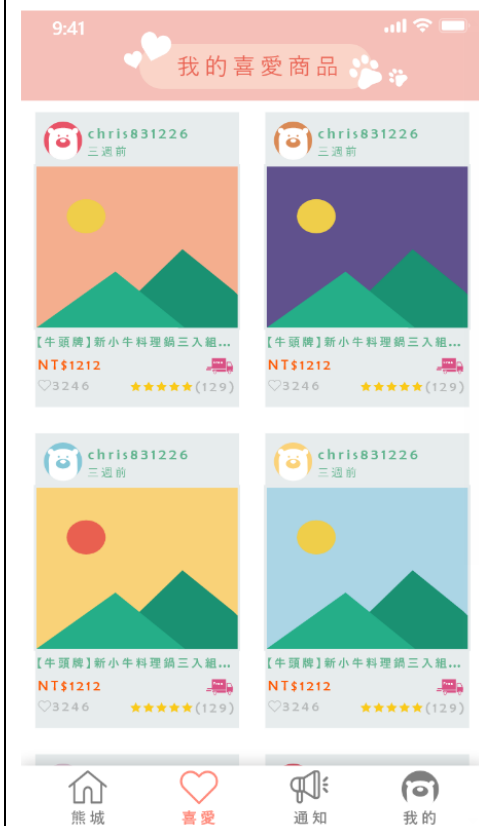 9:41
我的喜愛商品
chris831226
三週前
【牛頭牌】新小牛料理鍋三入組...
NT$1212
♡3246 ★★★★★(129)
chris831226
三週前
【牛頭牌】新小牛料理鍋三入組...
NT$1212
♡3246 ★★★★★(129)
chris831226
三週前
【牛頭牌】新小牛料理鍋三入組...
NT$1212
♡3246 ★★★★★(129)
chris831226
三週前
【牛頭牌】新小牛料理鍋三入組...
NT$1212
♡3246 ★★★★★(129)
熊城
喜愛
通知
我的